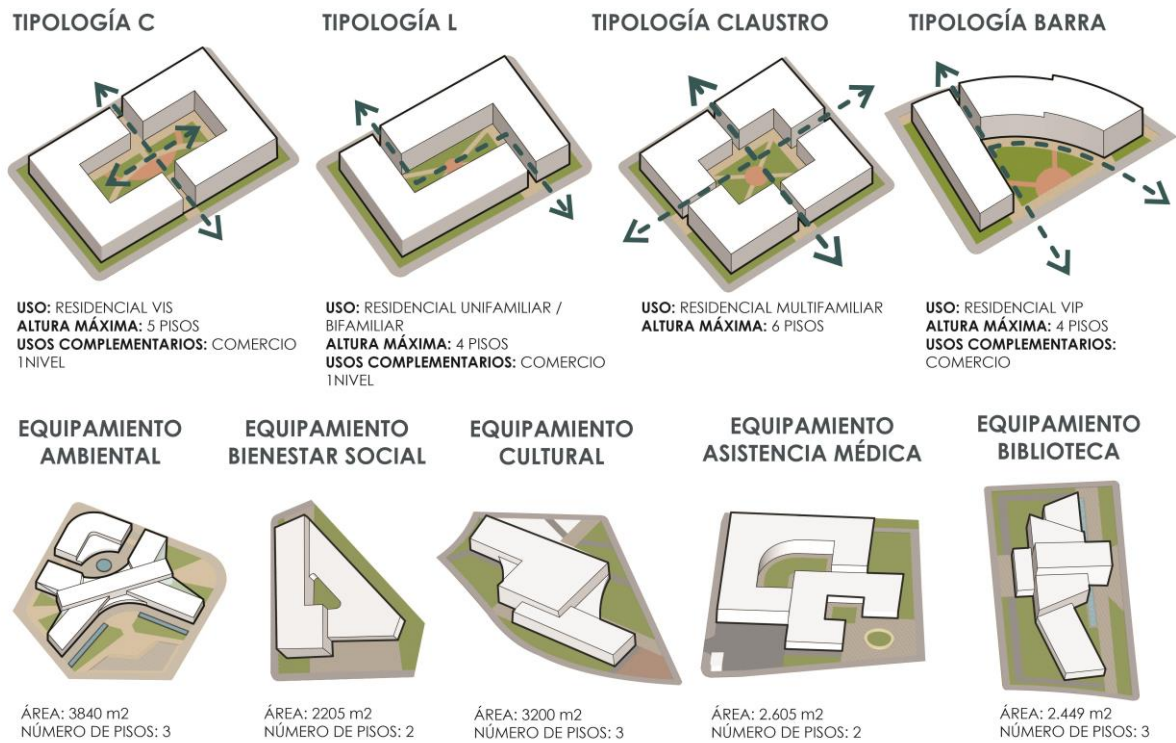 TIPOLOGÍA C
USO: RESIDENCIAL VIS
ALTURA MÁXIMA: 5 PISOS
USOS COMPLEMENTARIOS: COMERCIO
1NIVEL
TIPOLOGÍA L
USO: RESIDENCIAL UNIFAMILIAR /
BIFAMILIAR
ALTURA MÁXIMA: 4 PISOS
USOS COMPLEMENTARIOS: COMERCIO
1NIVEL
TIPOLOGÍA CLAUSTRO
USO: RESIDENCIAL MULTIFAMILIAR
ALTURA MÁXIMA: 6 PISOS
TIPOLOGÍA BARRA
USO: RESIDENCIAL VIP
ALTURA MÁXIMA: 4 PISOS
USOS COMPLEMENTARIOS:
COMERCIO
EQUIPAMIENTO
AMBIENTAL
ÁREA: 3840 m2
NÚMERO DE PISOS: 3
EQUIPAMIENTO
BIENESTAR SOCIAL
ÁREA: 2205 m2
NÚMERO DE PISOS: 2
EQUIPAMIENTO
CULTURAL
ÁREA: 3200 m2
NÚMERO DE PISOS: 3
EQUIPAMIENTO
ASISTENCIA MÉDICA
ÁREA: 2.605 m2
NÚMERO DE PISOS: 2
EQUIPAMIENTO
BIBLIOTECA
ÁREA: 2.449 m2
NÚMERO DE PISOS: 3